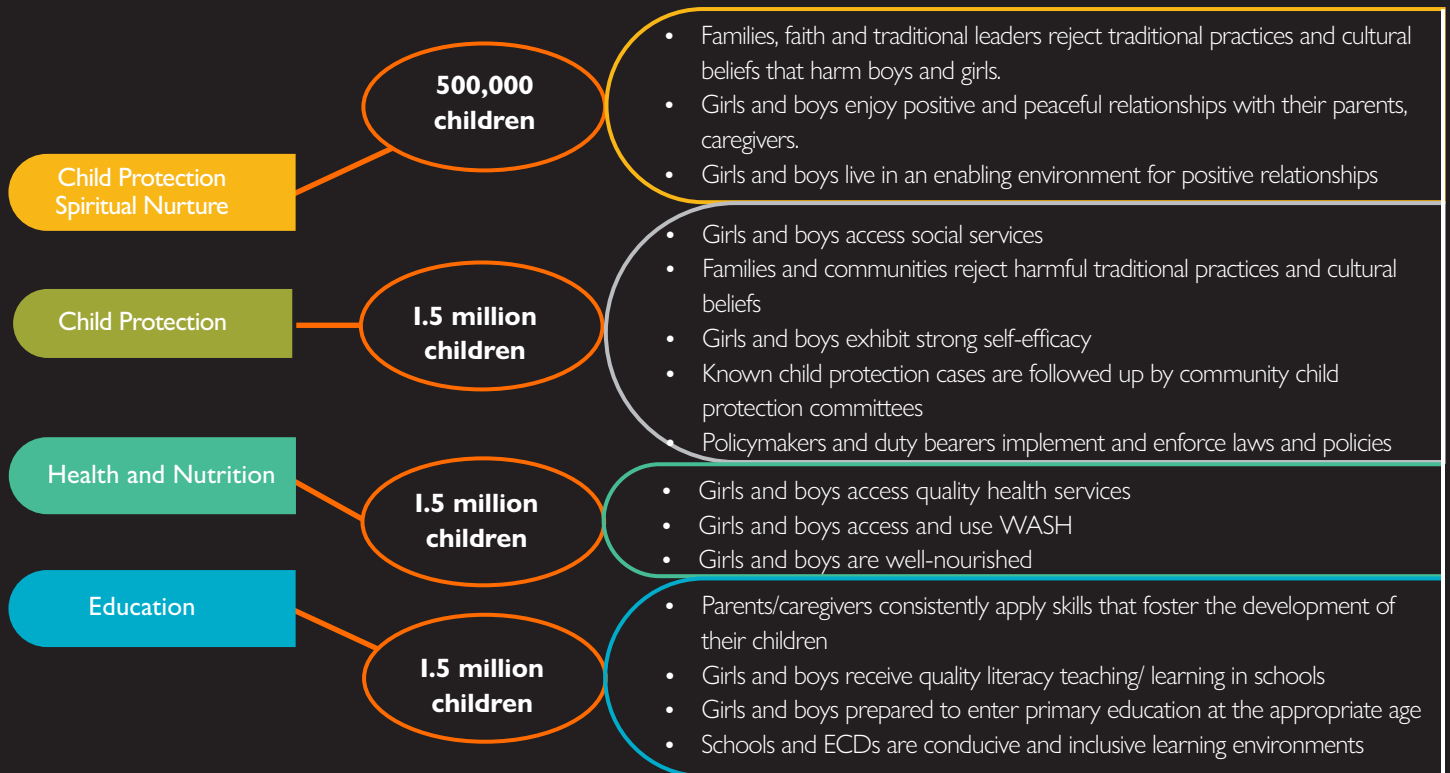 Child Protection
Spiritual Nurture
500,000
children
• Families, faith and traditional leaders reject traditional practices and cultural
beliefs that harm boys and girls.
• Girls and boys enjoy positive and peaceful relationships with their parents,
caregivers.
• Girls and boys live in an enabling environment for positive relationships
Child Protection
1.5 million
children
• Girls and boys access social services
• Families and communities reject harmful traditional practices and cultural
beliefs
• Girls and boys exhibit strong self-efficacy
• Known child protection cases are followed up by community child
protection committees
• Policymakers and duty bearers implement and enforce laws and policies
Health and Nutrition
1.5 million
children
• Girls and boys access quality health services
• Girls and boys access and use WASH
• Girls and boys are well-nourished
Education
1.5 million
children
• Parents/caregivers consistently apply skills that foster the development of
their children
• Girls and boys receive quality literacy teaching/ learning in schools
• Girls and boys prepared to enter primary education at the appropriate age
• Schools and ECDs are conducive and inclusive learning environments